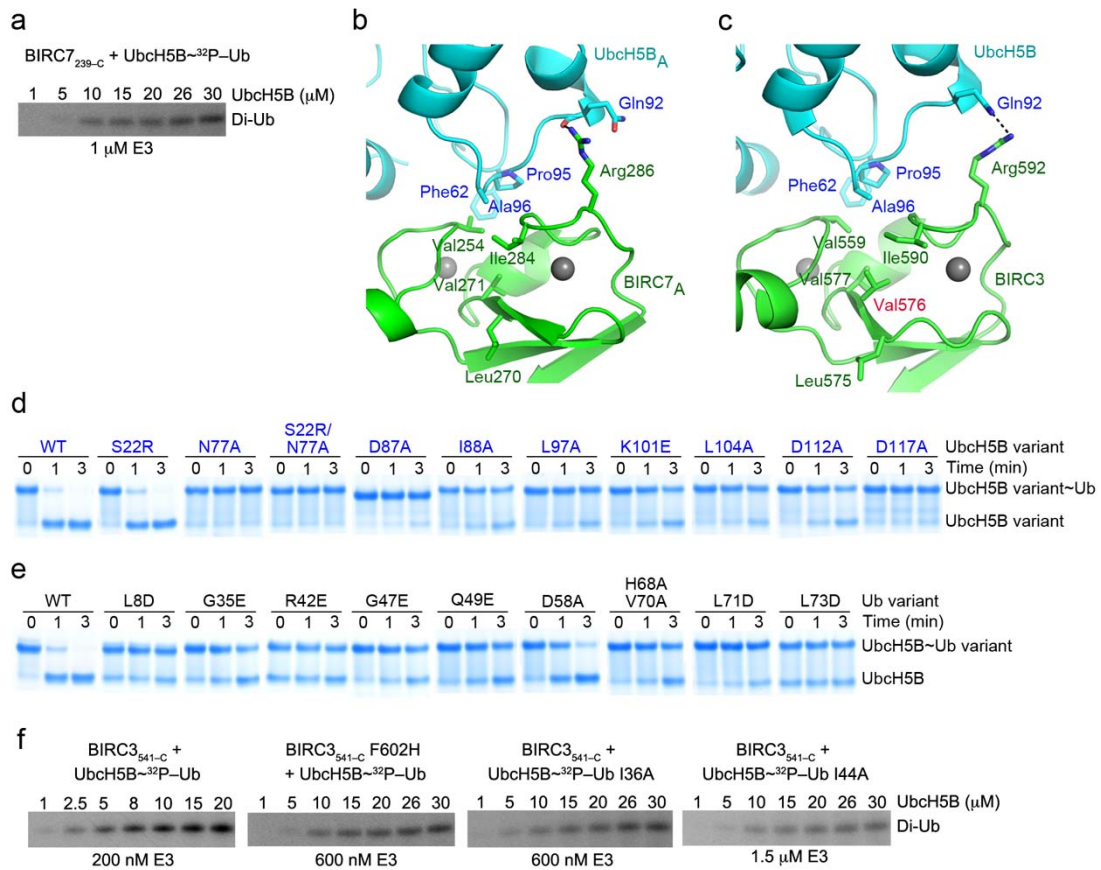 a
BIRC7239–C + UbcH5B~32P–Ub
1 5 10 15 20 26 30 UbcH5B (μM)
Di-Ub
1 μM E3
b
UbcH5BA
Gln92
Pro95
Arg286
Phe62
Ala96
Val254
Ile284
Val271
BIRC7A
Leu270
c
UbcH5B
Gln92
Pro95
Arg592
Phe62
Ala96
Val559
Ile590
Val577
BIRC3
Val576
Leu575
d
WT S22R N77A S22R/ N77A D87A I88A L97A K101E L104A D112A D117A UbcH5B variant
0 1 3 0 1 3 0 1 3 0 1 3 0 1 3 0 1 3 0 1 3 0 1 3 0 1 3 0 1 3 0 1 3 Time (min)
UbcH5B variant~Ub
UbcH5B variant
e
WT L8D G35E R42E G47E Q49E D58A H68A V70A L71D L73D Ub variant
0 1 3 0 1 3 0 1 3 0 1 3 0 1 3 0 1 3 0 1 3 0 1 3 0 1 3 0 1 3 Time (min)
UbcH5B~Ub variant
UbcH5B
f
BIRC3541–C +
UbcH5B~32P–Ub
1 2.5 5 8 10 15 20
200 nM E3
BIRC3541–C F602H
+ UbcH5B~32P–Ub
1 5 10 15 20 26 30
600 nM E3
BIRC3541–C +
UbcH5B~32P–Ub I36A
1 5 10 15 20 26 30
600 nM E3
BIRC3541–C +
UbcH5B~32P–Ub I44A
1 5 10 15 20 26 30 UbcH5B (μM)
Di-Ub
1.5 μM E3